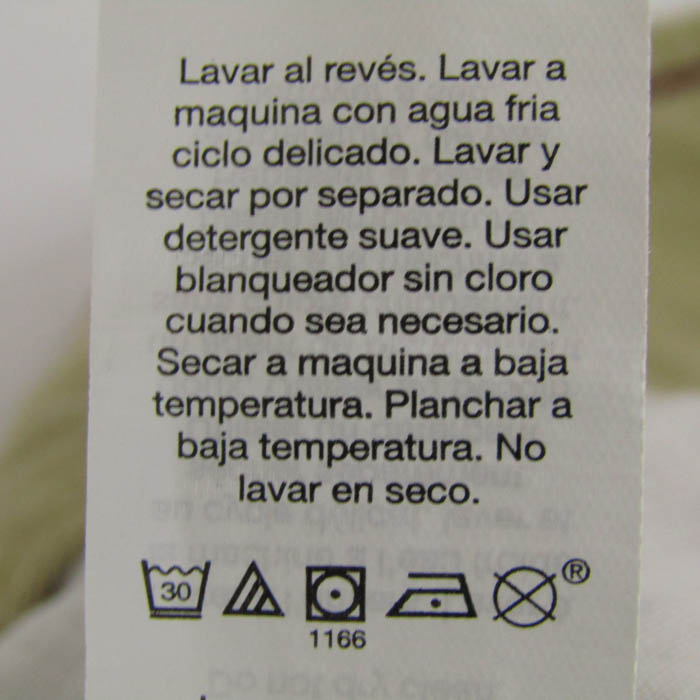 Lavar al revés. Lavar a
maquina con agua fria
ciclo delicado. Lavar y
secar por separado. Usar
detergente suave. Usar
blanqueador sin cloro
cuando sea necesario.
Secar a maquina a baja
temperatura. Planchar a
baja temperatura. No
lavar en seco.
30 ®
1166